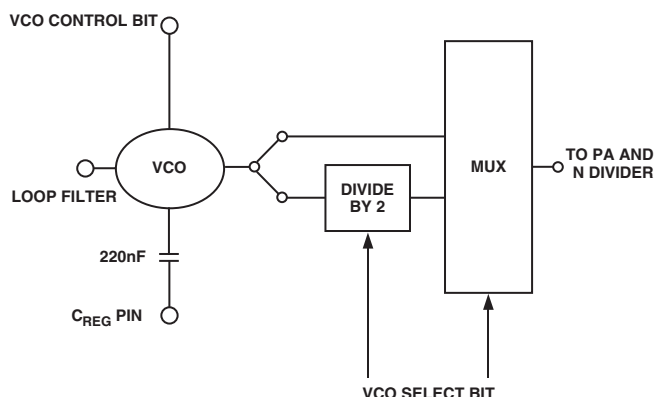 VCO CONTROL BIT
VCO
LOOP FILTER
220nF
CREG PIN
DIVIDE
BY 2
MUX
TO PA AND
N DIVIDER
VCO SELECT BIT